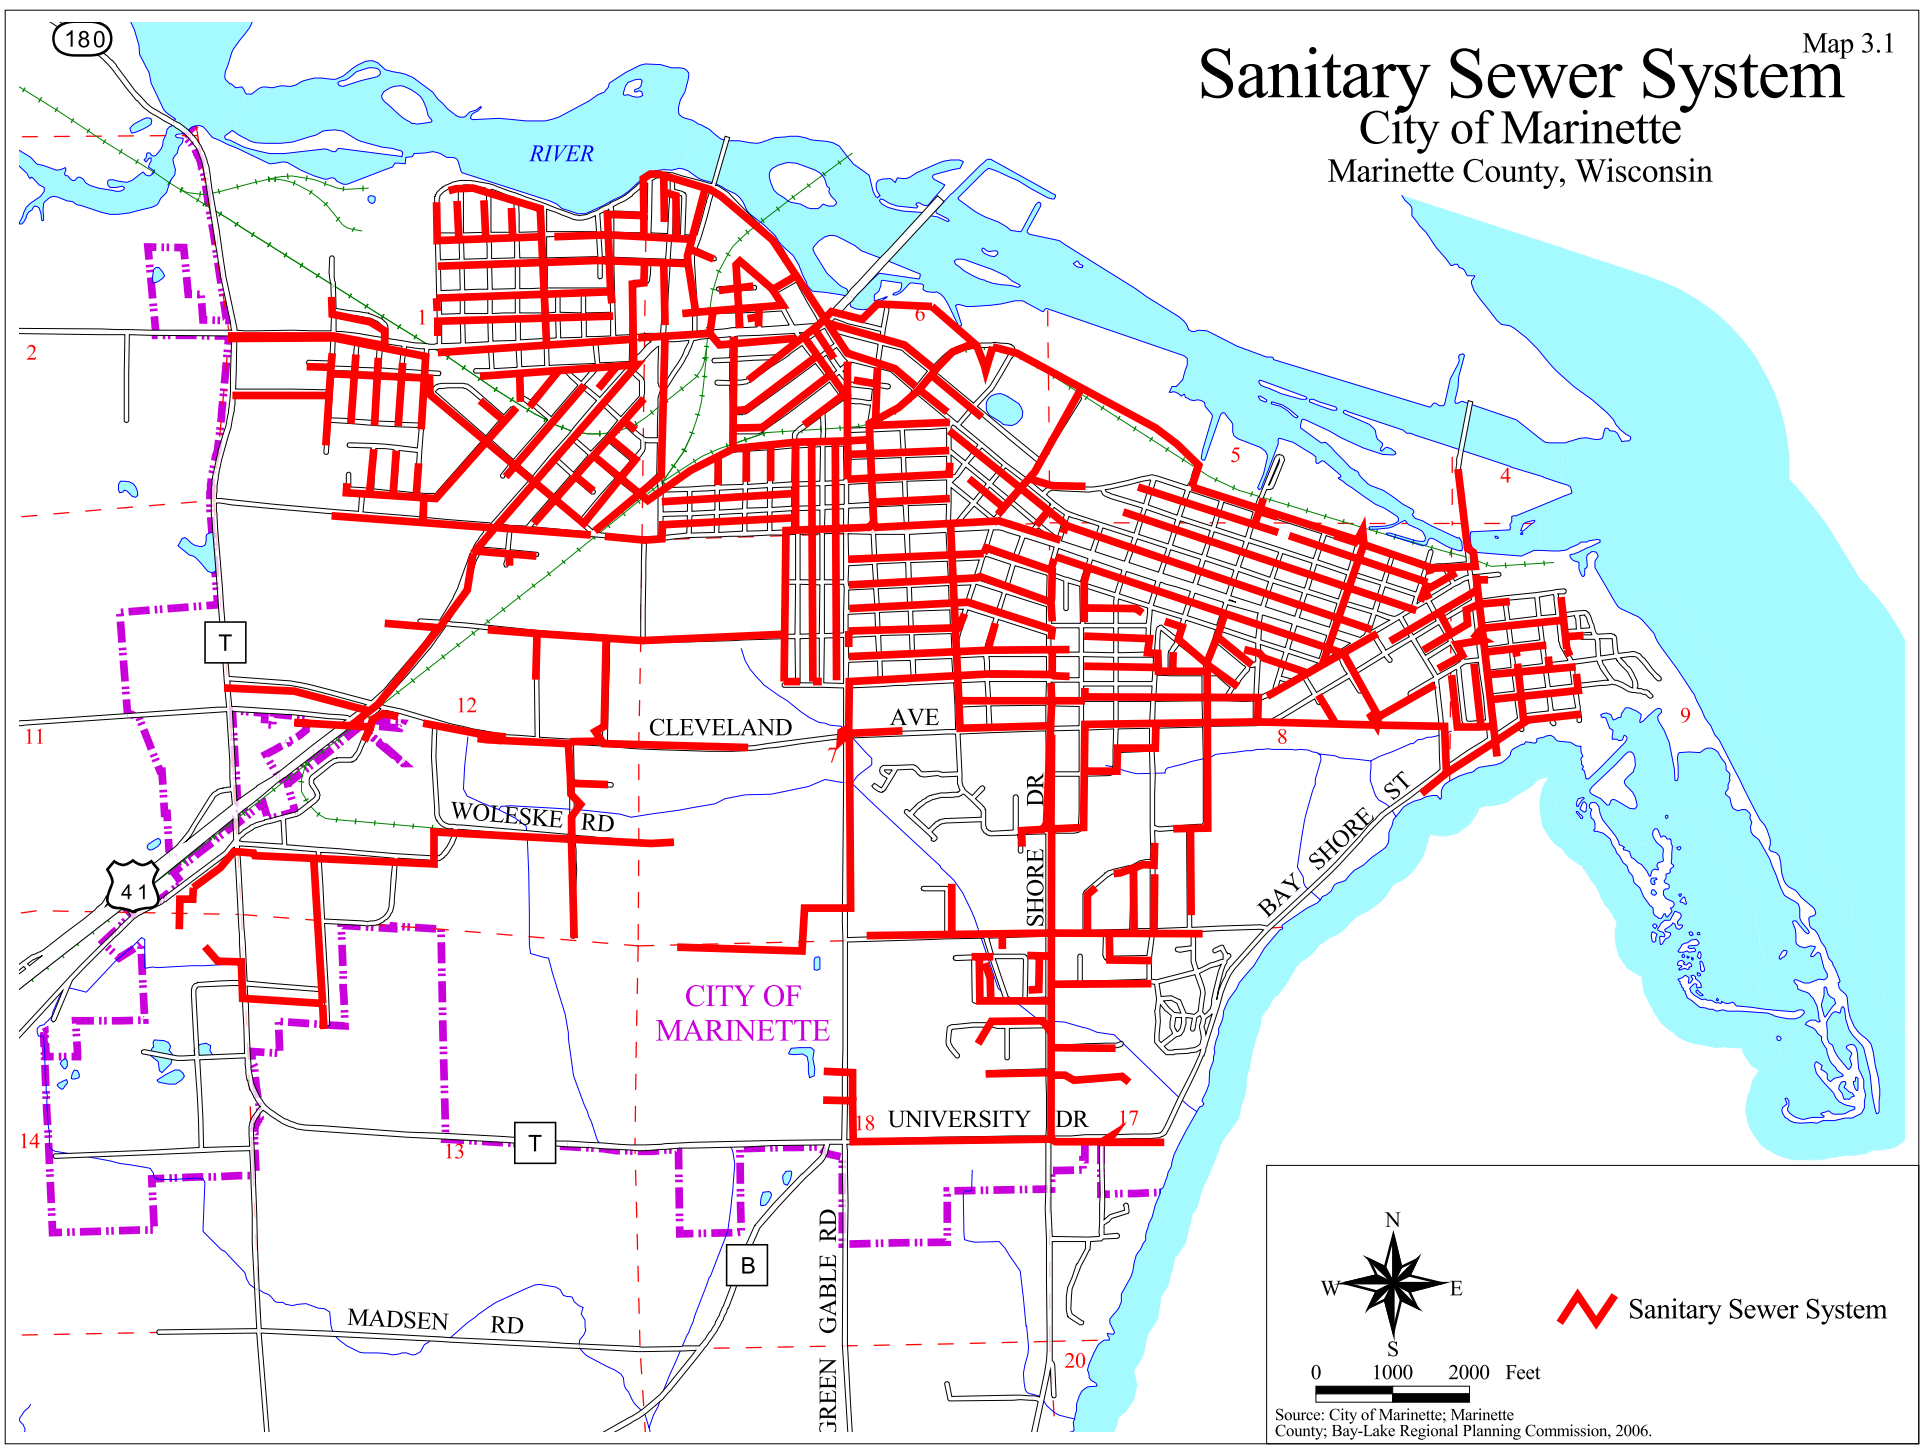 Map 3.1
Sanitary Sewer System
City of Marinette
Marinette County, Wisconsin
180
RIVER
1
6
2
5
4
T
12
11
CLEVELAND AVE
7
8
9
WOLESKE RD
SHORE DR
BAY SHORE ST
41
CITY OF
MARINETTE
14
13
T
18
UNIVERSITY DR
17
B
GREEN GABLE RD
MADSEN RD
20
N
W
E
S
Sanitary Sewer System
0 1000 2000 Feet
Source: City of Marinette; Marinette
County; Bay-Lake Regional Planning Commission, 2006.